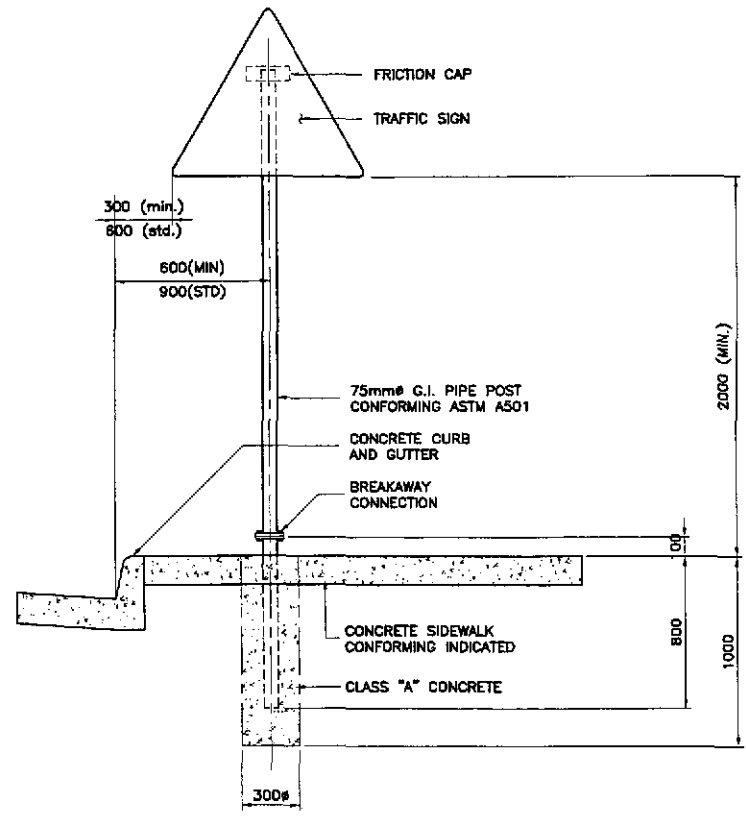 FRICTION CAP
TRAFFIC SIGN
300 (min.)
600 (std.)
600(MIN)
900(STD)
2000 (MIN.)
75mmø G.I. PIPE POST
CONFORMING ASTM A501
CONCRETE CURB
AND GUTTER
BREAKAWAY
CONNECTION
800
1000
CONCRETE SIDEWALK
CONFORMING INDICATED
CLASS "A" CONCRETE
300ø